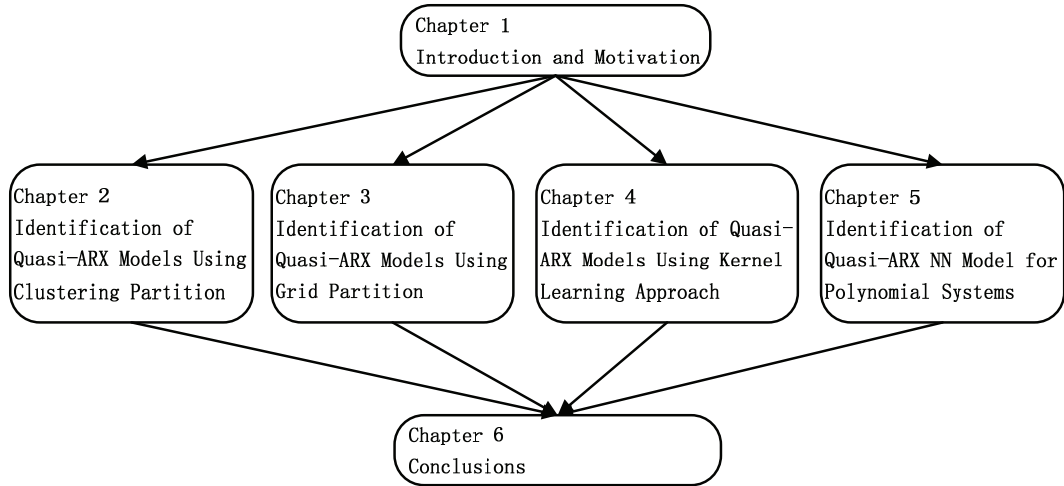 Chapter 1
Introduction and Motivation
Chapter 2
Identification of
Quasi-ARX Models Using
Clustering Partition
Chapter 3
Identification of
Quasi-ARX Models Using
Grid Partition
Chapter 4
Identification of Quasi-
ARX Models Using Kernel
Learning Approach
Chapter 5
Identification of
Quasi-ARX NN Model for
Polynomial Systems
Chapter 6
Conclusions